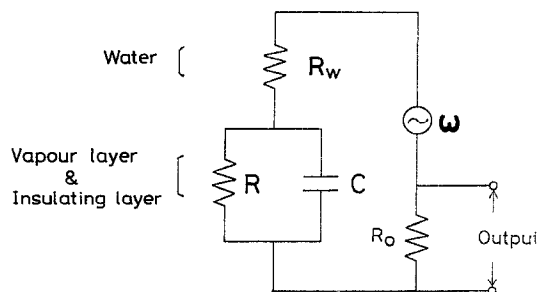 Water
Rw
ω
Vapour layer
&
Insulating layer
R
C
Ro
Output